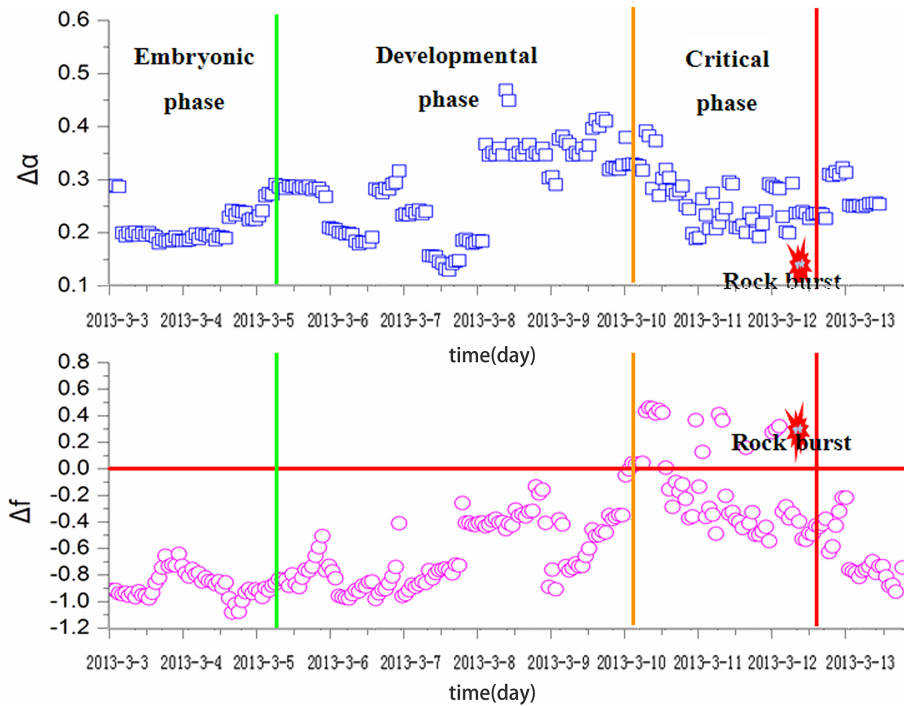 0.6
Embryonic
phase
Developmental
phase
Critical
phase
0.5
0.4
0.3
0.2
0.1
Δα
Rock burst
2013-3-3 2013-3-4 2013-3-5 2013-3-6 2013-3-7 2013-3-8 2013-3-9 2013-3-10 2013-3-11 2013-3-12 2013-3-13
time(day)
0.8
0.6
0.4
0.2
0.0
-0.2
-0.4
-0.6
-0.8
-1.0
-1.2
Δf
Rock burst
2013-3-3 2013-3-4 2013-3-5 2013-3-6 2013-3-7 2013-3-8 2013-3-9 2013-3-10 2013-3-11 2013-3-12 2013-3-13
time(day)